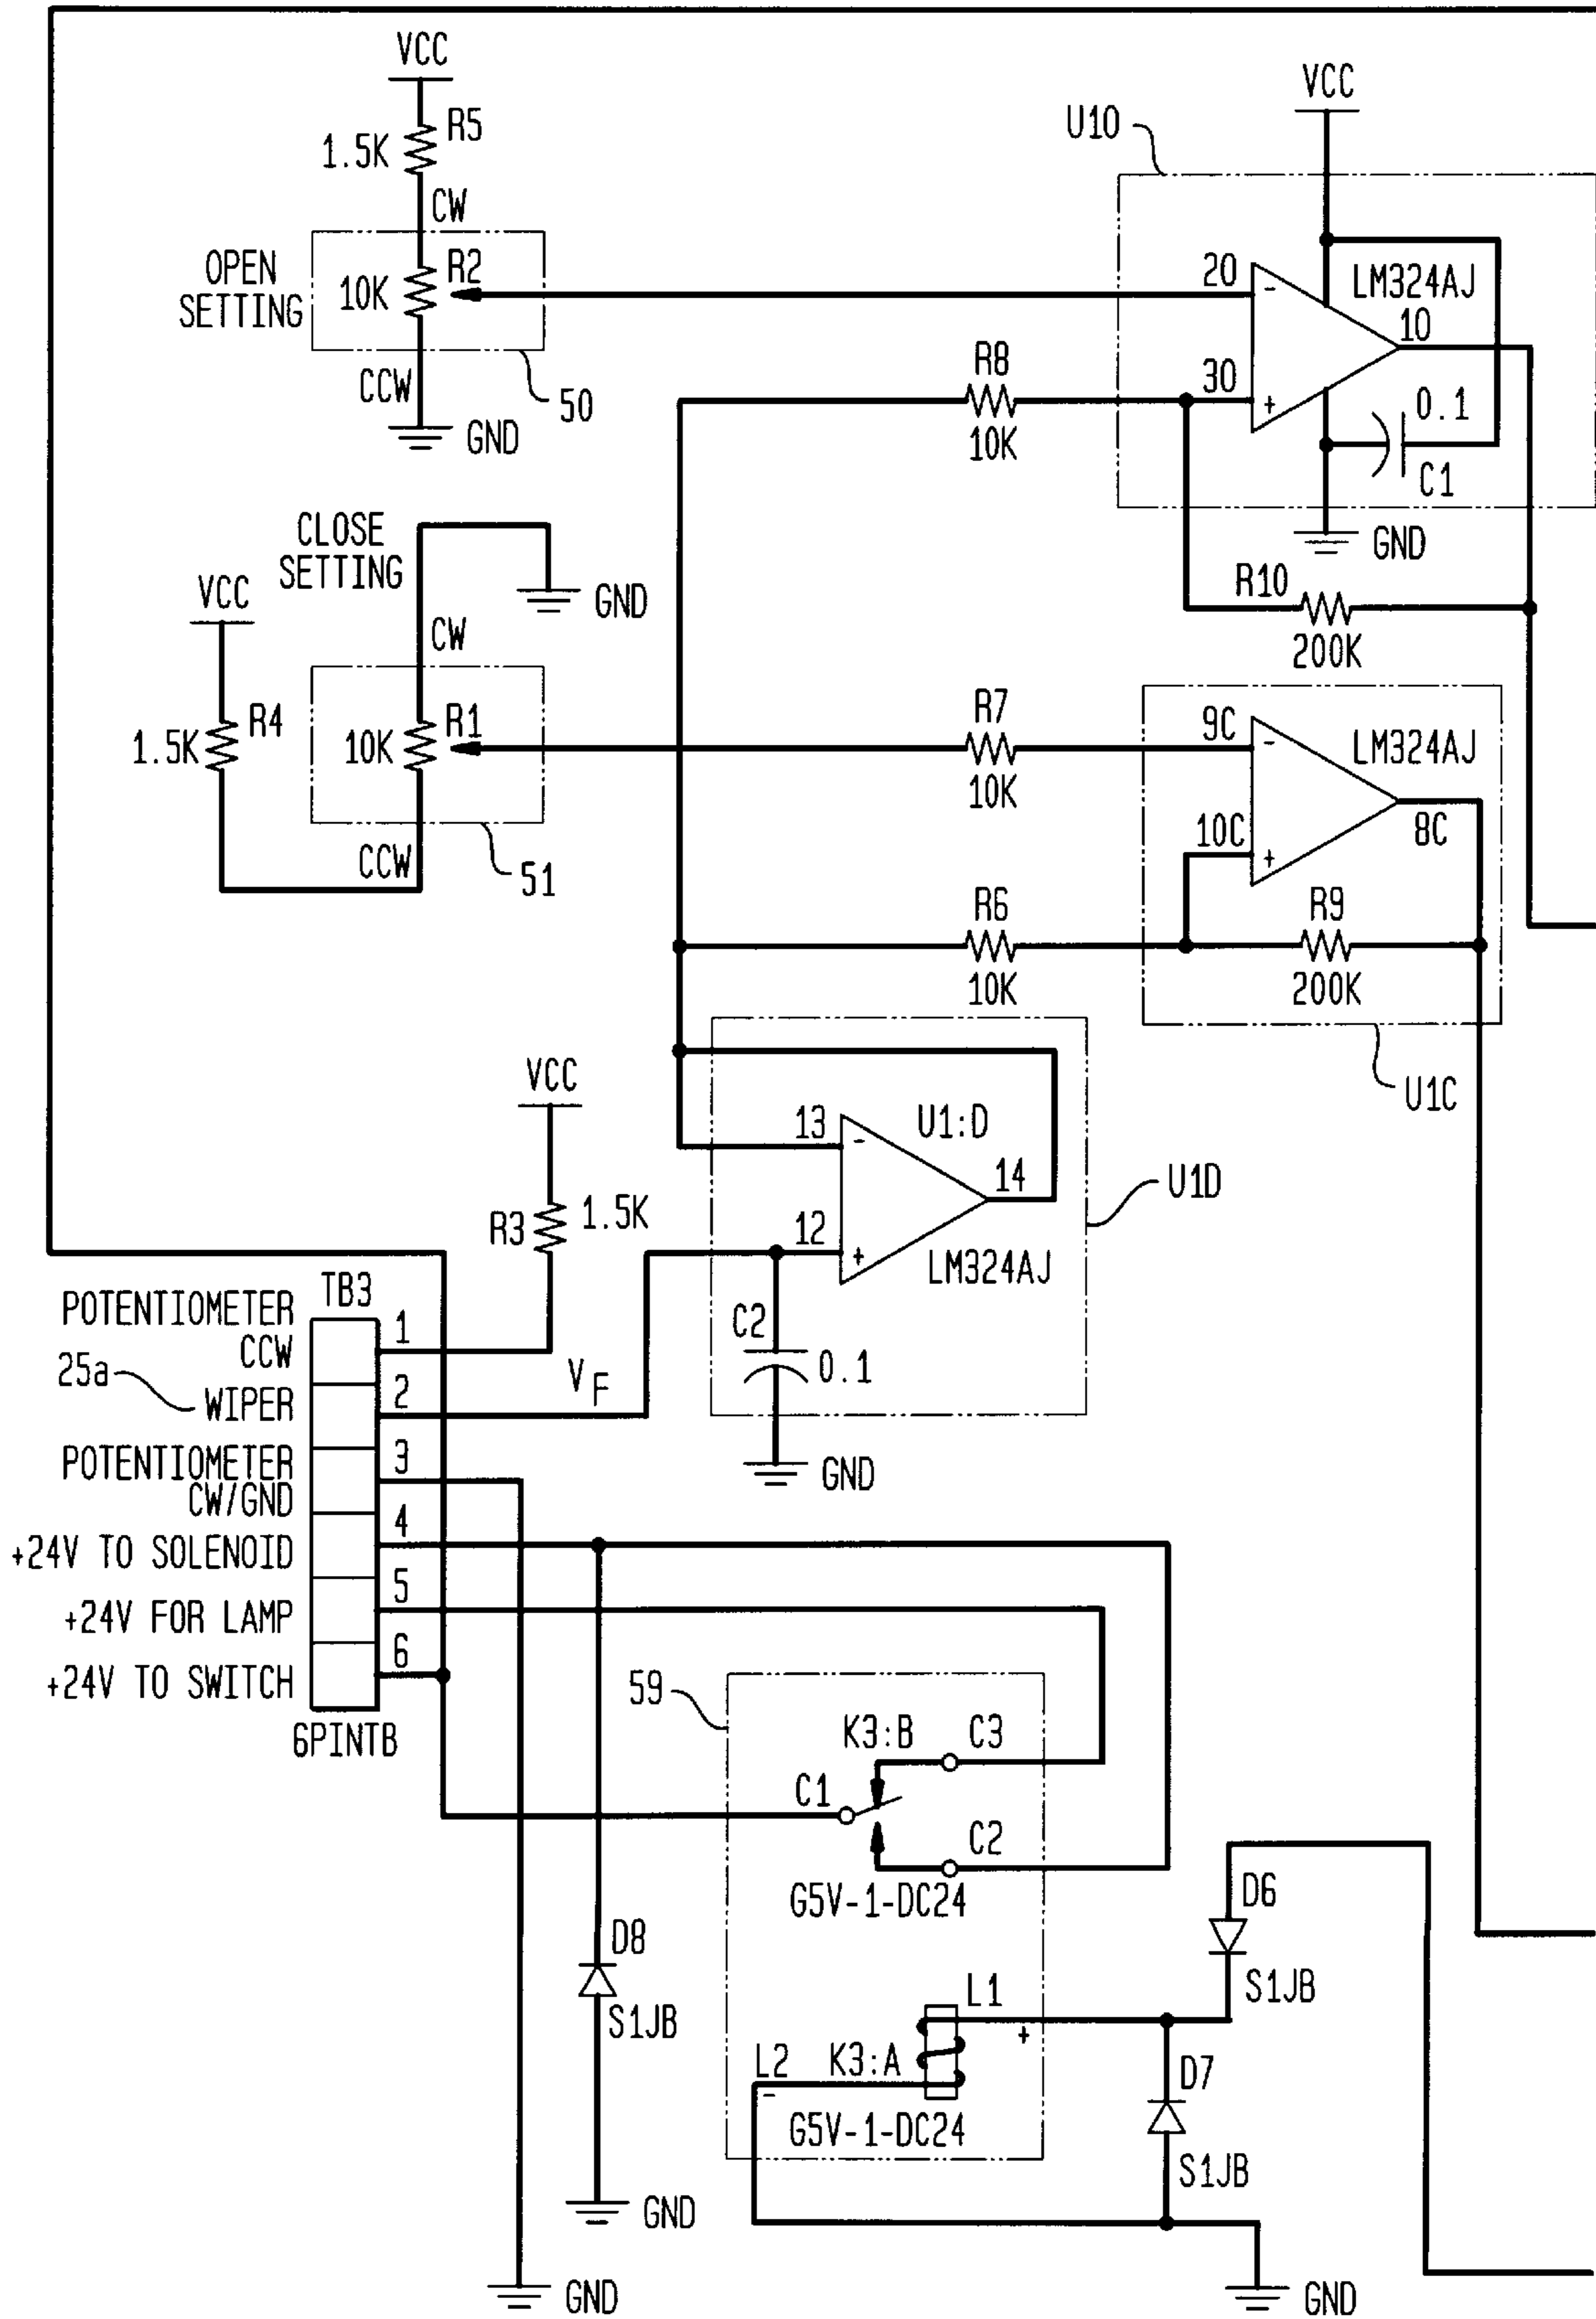 VCC
R5
1.5K
CW
OPEN
SETTING
R2
10K
CCW
50
GND
VCC
U10
20
-
LM324AJ
10
30
+
0.1
C1
GND
R8
10K
R10
200K
CLOSE
SETTING
GND
VCC
CW
R4
1.5K
R1
10K
CCW
51
R7
10K
9C
-
LM324AJ
10C
+
8C
R6
10K
R9
200K
U1C
VCC
R3
1.5K
13
-
U1:D
14
12
+
LM324AJ
U1D
C2
0.1
GND
TB3
POTENTIOMETER
CCW
1
25a
WIPER
2
VF
POTENTIOMETER
CW/GND
3
+24V TO SOLENOID
4
+24V FOR LAMP
5
+24V TO SWITCH
6
6PINTB
59
K3:B
C3
C1
C2
G5V-1-DC24
D6
S1JB
D8
S1JB
L1
+
L2
-
K3:A
G5V-1-DC24
D7
S1JB
GND
GND
GND